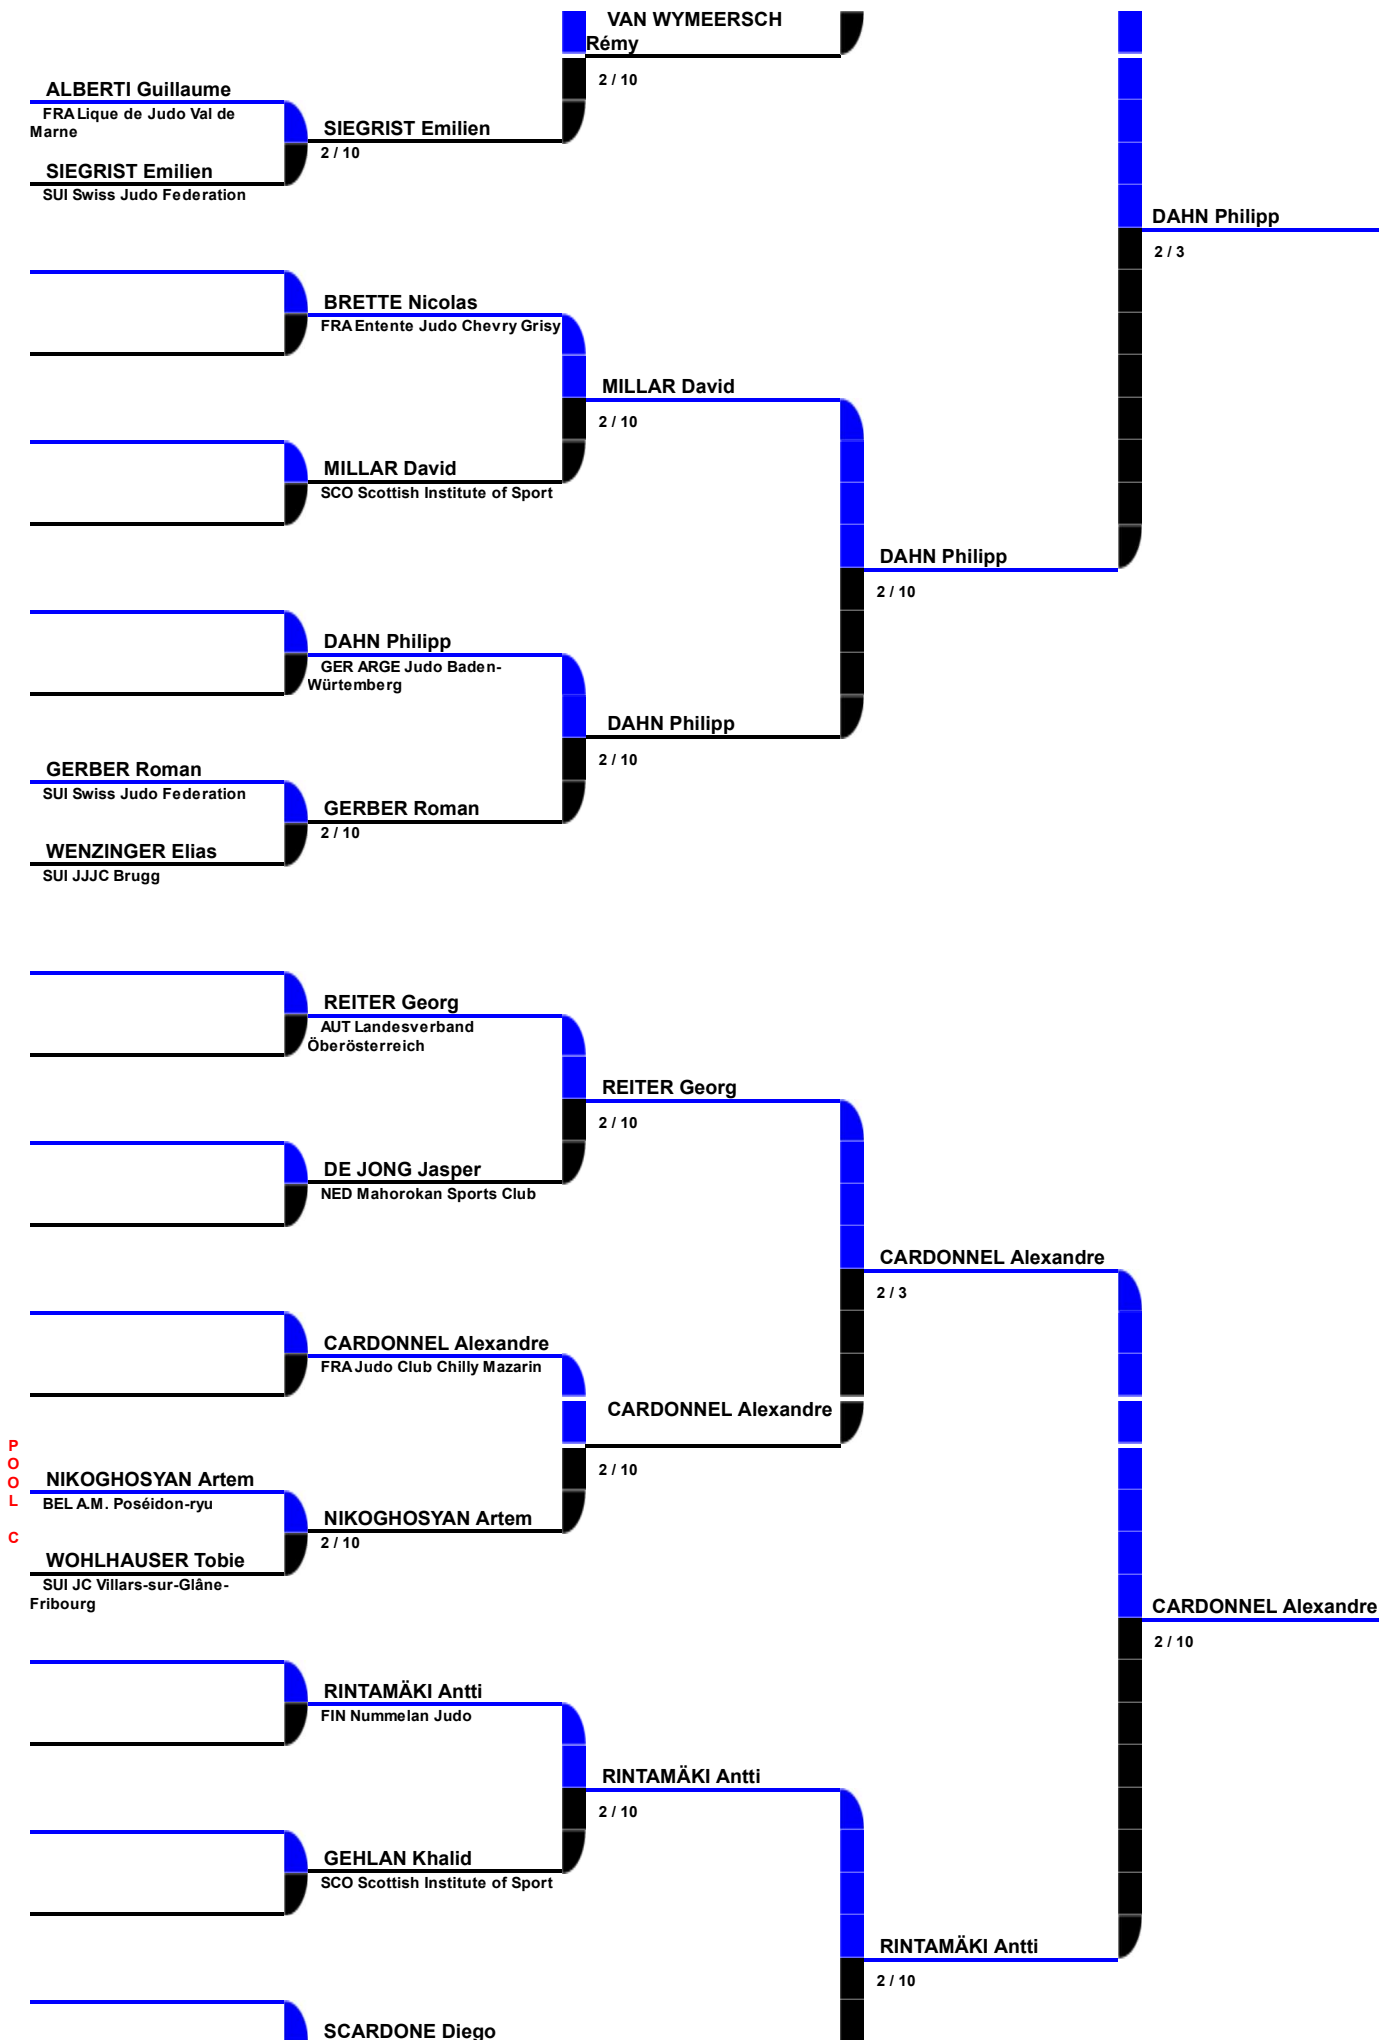 VAN WYMEERSCH
Rémy
2 / 10
ALBERTI Guillaume
FRA Lique de Judo Val de
Marne
SIEGRIST Emilien
2 / 10
SIEGRIST Emilien
SUI Swiss Judo Federation
DAHN Philipp
2 / 3
BRETTE Nicolas
FRA Entente Judo Chevry Grisy
MILLAR David
2 / 10
MILLAR David
SCO Scottish Institute of Sport
DAHN Philipp
2 / 10
DAHN Philipp
GER ARGE Judo Baden-
Würtemberg
DAHN Philipp
2 / 10
GERBER Roman
SUI Swiss Judo Federation
GERBER Roman
2 / 10
WENZINGER Elias
SUI JJJC Brugg
REITER Georg
AUT Landesverband
Öberösterreich
REITER Georg
2 / 10
DE JONG Jasper
NED Mahorokan Sports Club
CARDONNEL Alexandre
2 / 3
CARDONNEL Alexandre
FRA Judo Club Chilly Mazarin
CARDONNEL Alexandre
2 / 10
P
O
O
L
C
NIKOGHOSYAN Artem
BEL A.M. Poséidon-ryu
NIKOGHOSYAN Artem
2 / 10
WOHLHAUSER Tobie
SUI JC Villars-sur-Glâne-
Fribourg
CARDONNEL Alexandre
2 / 10
RINTAMÄKI Antti
FIN Nummelan Judo
RINTAMÄKI Antti
2 / 10
GEHLAN Khalid
SCO Scottish Institute of Sport
RINTAMÄKI Antti
2 / 10
SCARDONE Diego